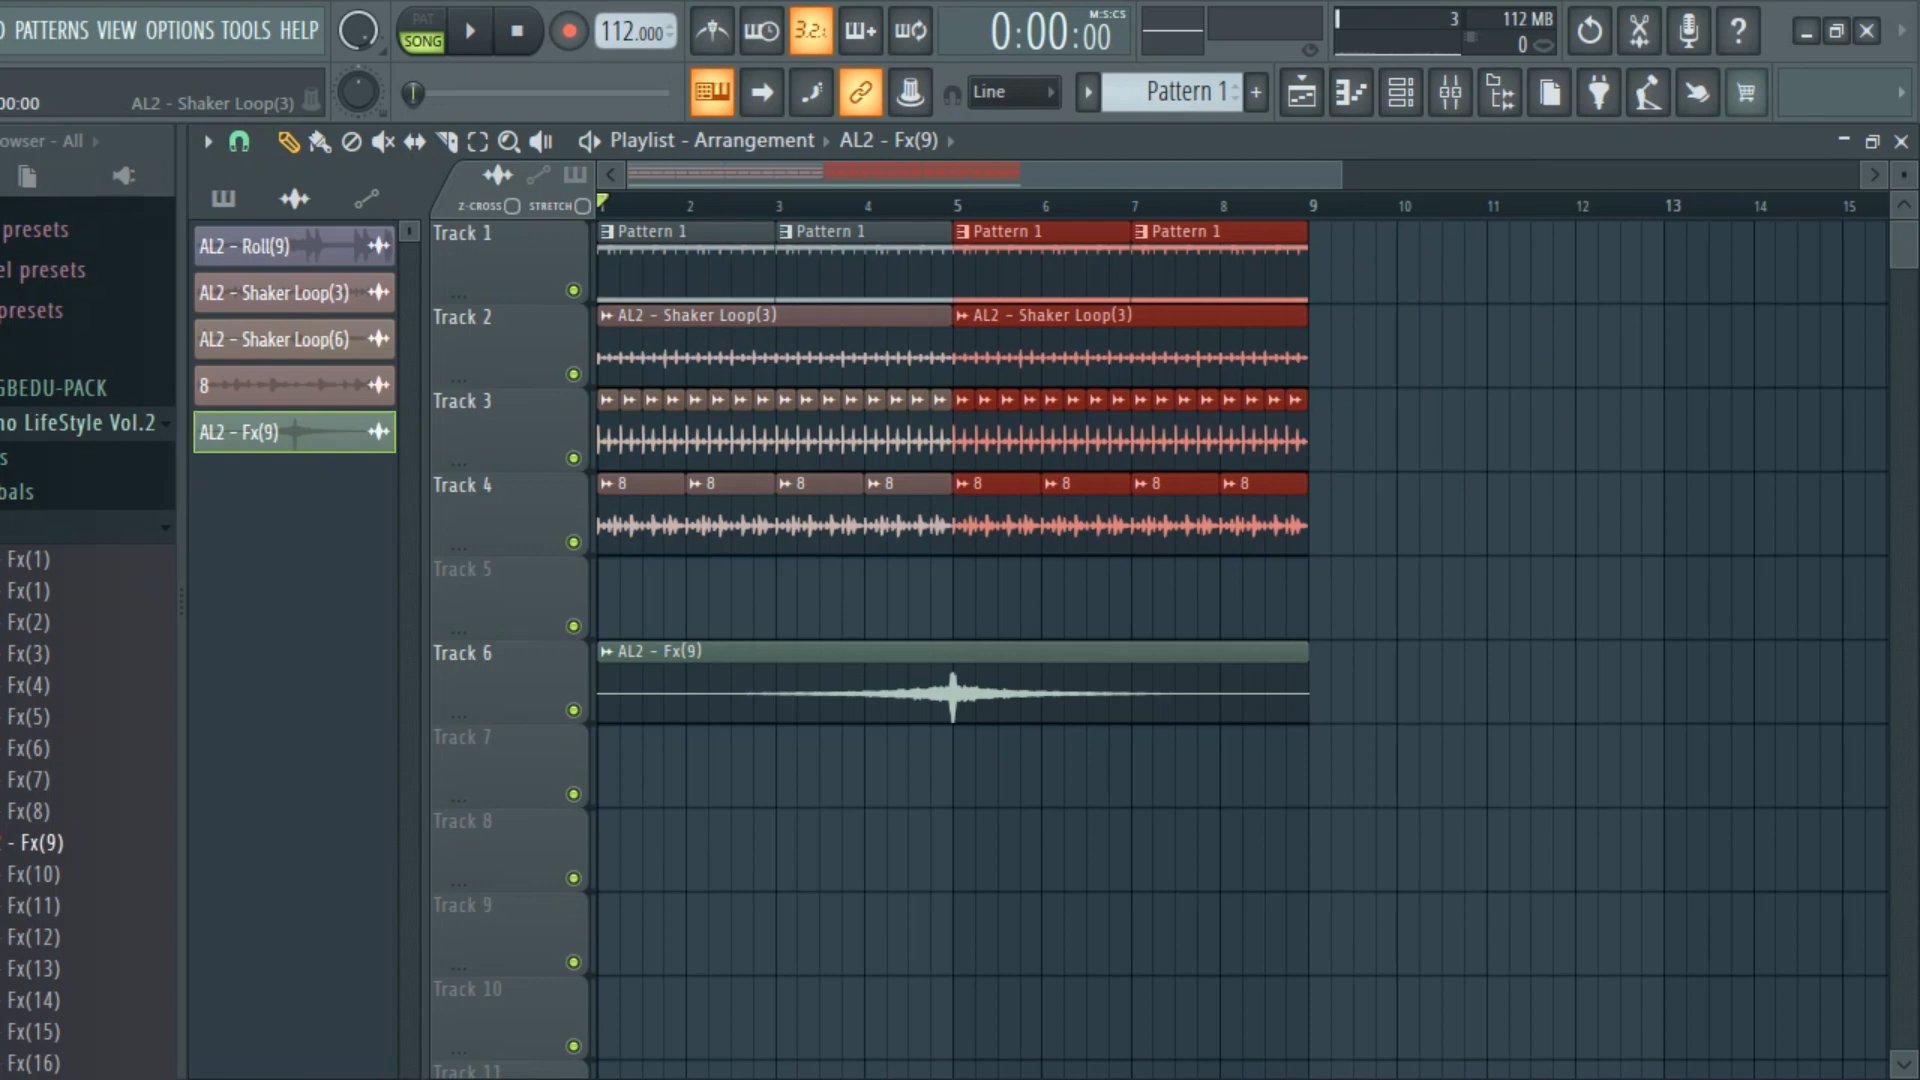 PATTERNS VIEW OPTIONS TOOLS HELP
PAT
SONG
112.000
3.2.
0:00:00
M:S:CS
3
112 MB
0
00:00
AL2 - Shaker Loop(3)
Line
Pattern 1
+
owser - All
Playlist - Arrangement
AL2 - Fx(9)
Z-CROSS
STRETCH
2
3
4
5
6
7
8
9
10
11
12
13
14
15
presets
el presets
presets
GBEDU-PACK
no LifeStyle Vol.2
s
bals
Fx(1)
Fx(1)
Fx(2)
Fx(3)
Fx(4)
Fx(5)
Fx(6)
Fx(7)
Fx(8)
- Fx(9)
Fx(10)
Fx(11)
Fx(12)
Fx(13)
Fx(14)
Fx(15)
Fx(16)
AL2 - Roll(9)
AL2 - Shaker Loop(3)
AL2 - Shaker Loop(6)
8
AL2 - Fx(9)
Track 1
Pattern 1
Pattern 1
Pattern 1
Pattern 1
Track 2
AL2 - Shaker Loop(3)
AL2 - Shaker Loop(3)
Track 3
Track 4
8
8
8
8
8
8
8
8
Track 5
Track 6
AL2 - Fx(9)
Track 7
Track 8
Track 9
Track 10
Track 11